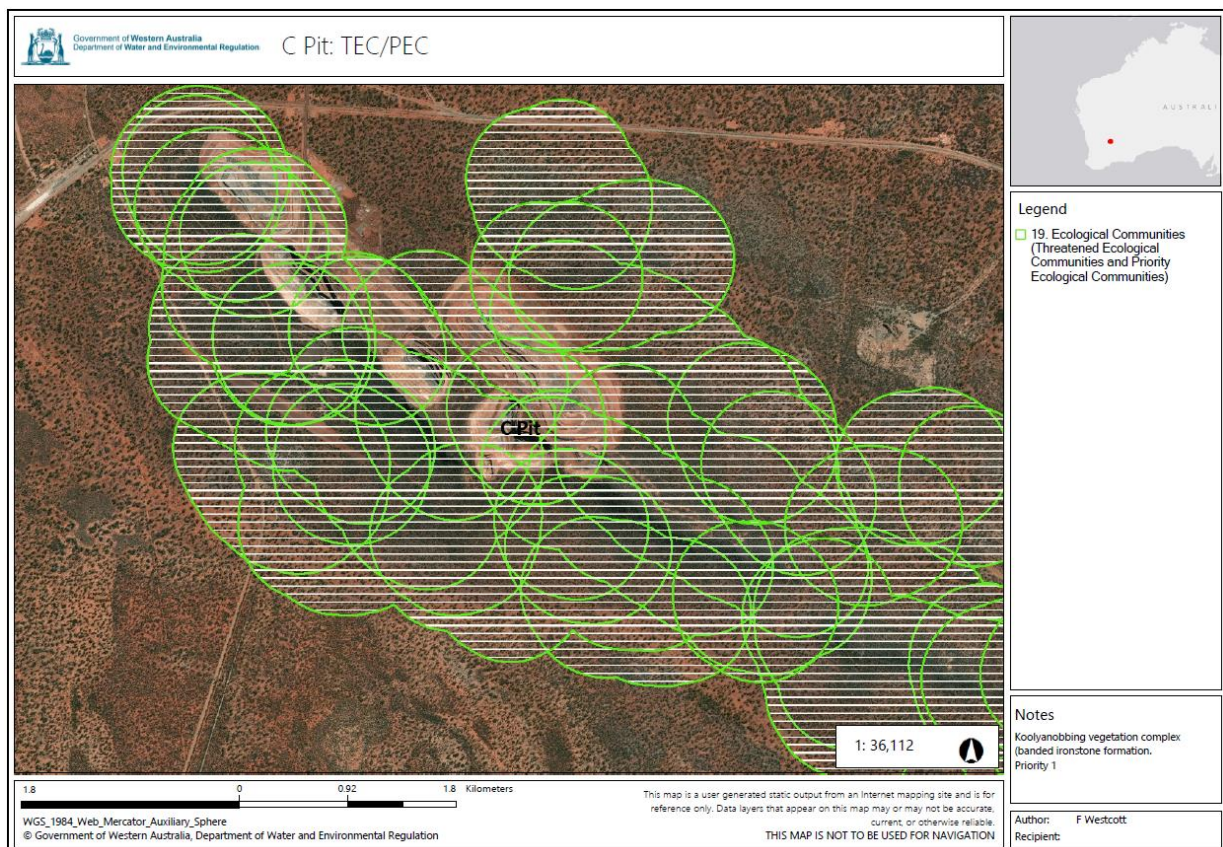 Government of Western Australia
Department of Water and Environmental Regulation
C Pit: TEC/PEC
AUSTRALI
Legend
19. Ecological Communities
(Threatened Ecological
Communities and Priority
Ecological Communities)
C Pit
1: 36,112
Notes
Koolyanobbing vegetation complex
(banded ironstone formation.
Priority 1
1.8 0 0.92 1.8 Kilometers
WGS_1984_Web_Mercator_Auxiliary_Sphere
© Government of Western Australia, Department of Water and Environmental Regulation
This map is a user generated static output from an Internet mapping site and is for
reference only. Data layers that appear on this map may or may not be accurate,
current, or otherwise reliable.
THIS MAP IS NOT TO BE USED FOR NAVIGATION
Author: F Westcott
Recipient: